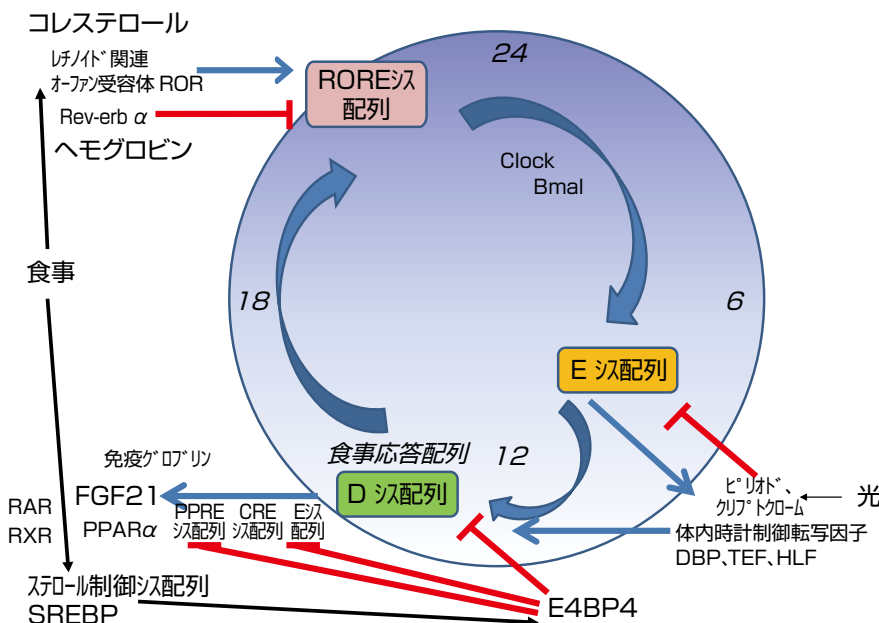 コレステロール
レチノイド関連
オーファン受容体 ROR
Rev-erb α
ヘモグロビン
ROREシス
配列
24
Clock
Bmal
食事
18
6
E シス配列
食事応答配列
12
D シス配列
免疫グロブリン
FGF21
PPARα
RAR
RXR
PPRE
シス配列
CRE
シス配列
Eシス
配列
ピリオド、
クリプトクローム
光
体内時計制御転写因子
DBP、TEF、HLF
ステロール制御シス配列
SREBP
E4BP4